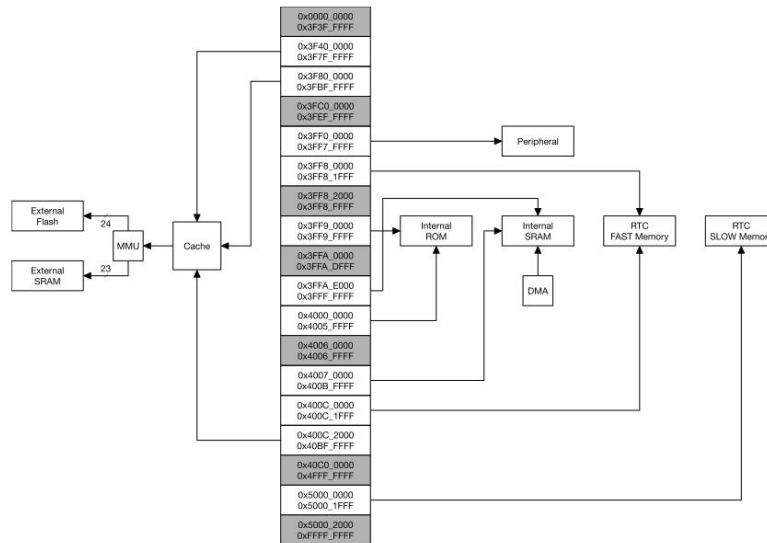 0x0000_0000
0x3F3F_FFFF
0x3F40_0000
0x3F7F_FFFF
0x3F80_0000
0x3FBF_FFFF
0x3FC0_0000
0x3FEF_FFFF
0x3FF0_0000
0x3FF7_FFFF
Peripheral
0x3FF8_0000
0x3FF8_1FFF
0x3FF8_2000
0x3FF8_FFFF
External
Flash
24
MMU
Cache
External
SRAM
23
0x3FF9_0000
0x3FF9_FFFF
Internal
ROM
Internal
SRAM
RTC
FAST Memory
RTC
SLOW Memory
0x3FFA_0000
0x3FFA_DFFF
0x3FFA_E000
0x3FFF_FFFF
DMA
0x4000_0000
0x4005_FFFF
0x4006_0000
0x4006_FFFF
0x4007_0000
0x400B_FFFF
0x400C_0000
0x400C_1FFF
0x400C_2000
0x40BF_FFFF
0x40C0_0000
0x4FFF_FFFF
0x5000_0000
0x5000_1FFF
0x5000_2000
0xFFFF_FFFF